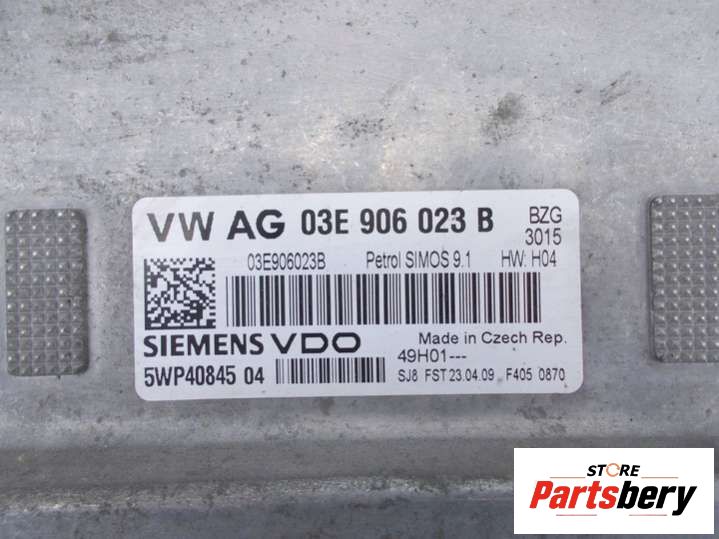 VW AG 03E 906 023 B BZG
3015
03E906023B Petrol SIMOS 9.1 HW: H04
SIEMENS VDO Made in Czech Rep.
49H01---
5WP40845 04 SJ8 FST 23.04.09 F405 0870
STORE
Partsbery